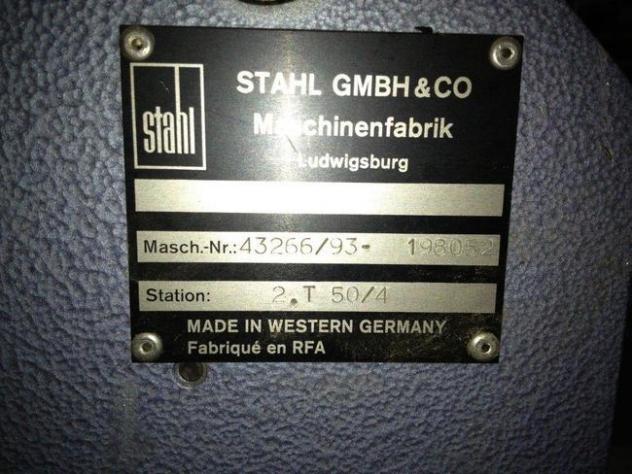 stahl
STAHL GMBH & CO
Maschinenfabrik
Ludwigsburg
Masch.-Nr.: 43266/93- 198052
Station: 2.T 50/4
MADE IN WESTERN GERMANY
Fabriqué en RFA